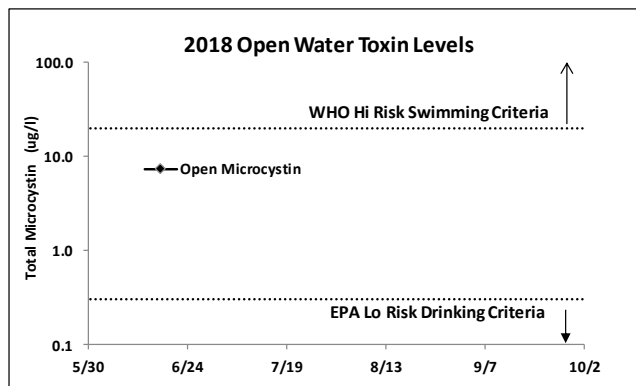 2018 Open Water Toxin Levels
100.0
WHO Hi Risk Swimming Criteria
10.0
Open Microcystin
Total Microcystin (ug/l)
1.0
EPA Lo Risk Drinking Criteria
0.1
5/30 6/24 7/19 8/13 9/7 10/2